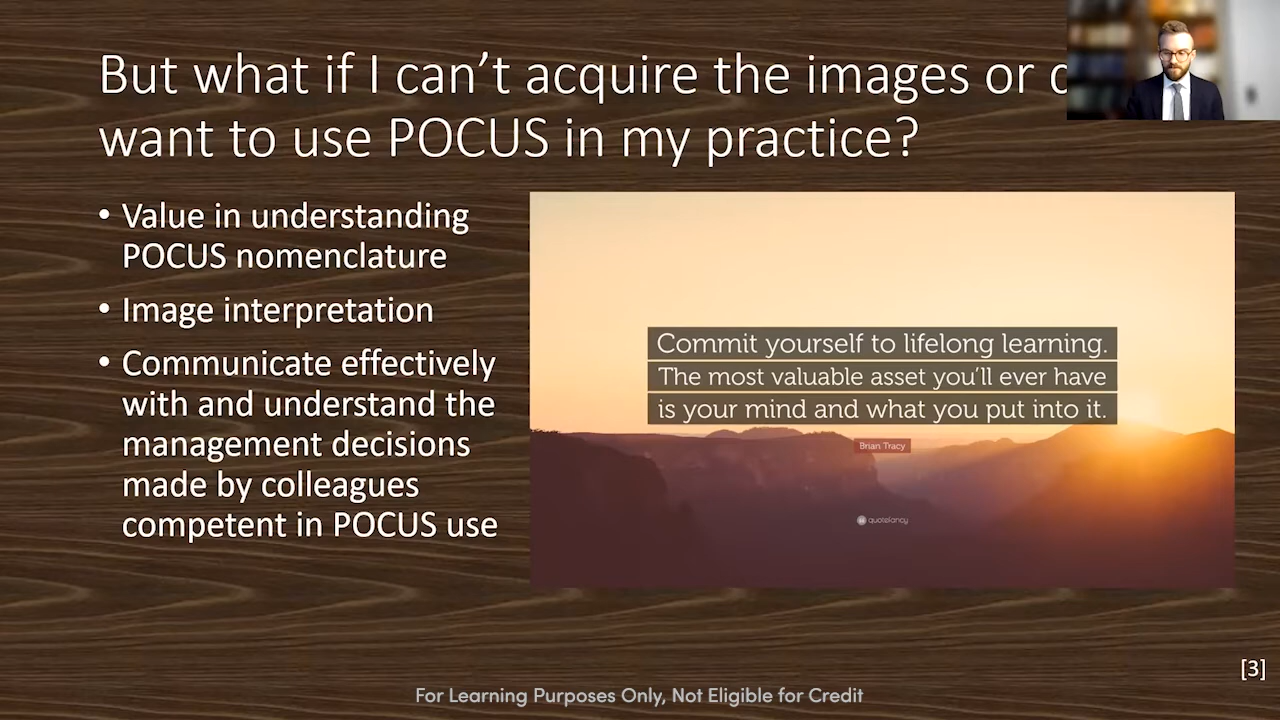 But what if I can’t acquire the images or
want to use POCUS in my practice?
• Value in understanding
POCUS nomenclature
• Image interpretation
• Communicate effectively
with and understand the
management decisions
made by colleagues
competent in POCUS use
Commit yourself to lifelong learning.
The most valuable asset you’ll ever have
is your mind and what you put into it.
Brian Tracy
quotefancy
[3]
For Learning Purposes Only, Not Eligible for Credit